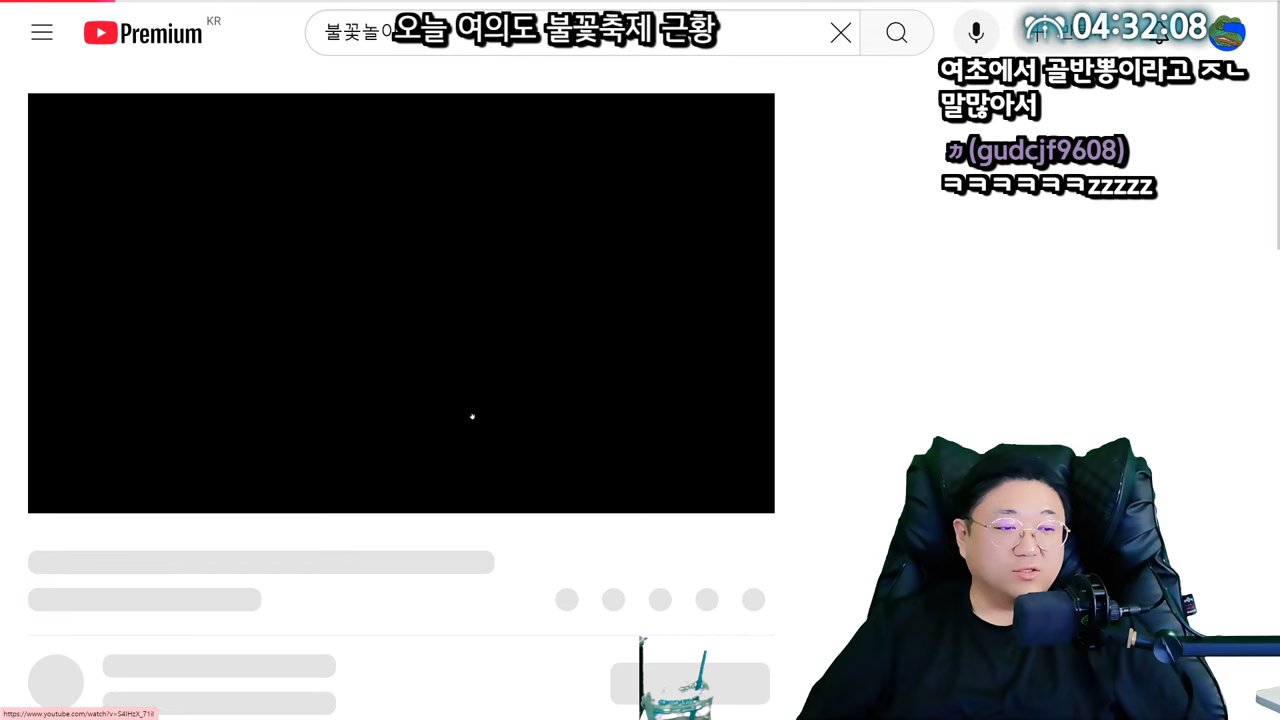 Premium KR
불꽃놀이
오늘 여의도 불꽃축제 근황
04:32:08
여초에서 골반뽕이라고 ㅈㄴ
말많아서
ㅉ(gudcjf9608)
ㅋㅋㅋㅋㅋㅋzzzzz